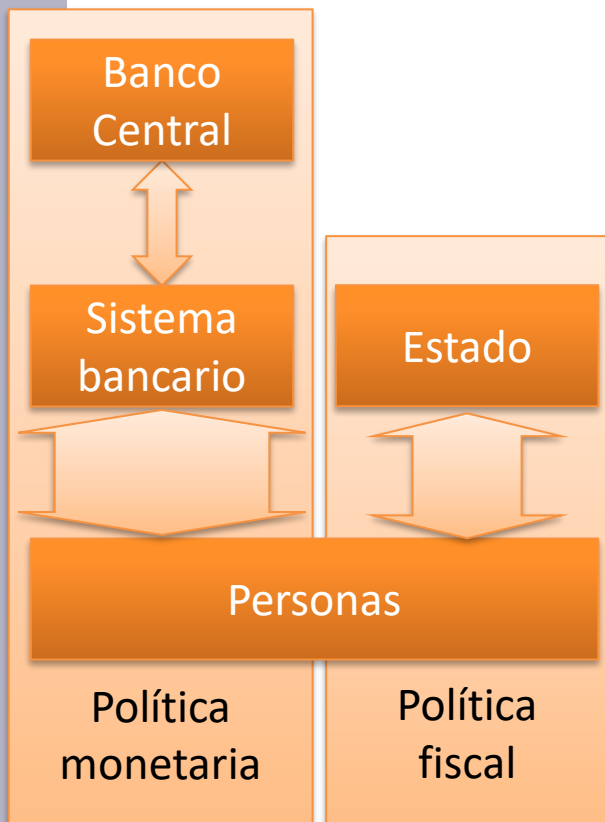 Banco
Central
Sistema
bancario
Estado
Personas
Política
monetaria
Política
fiscal